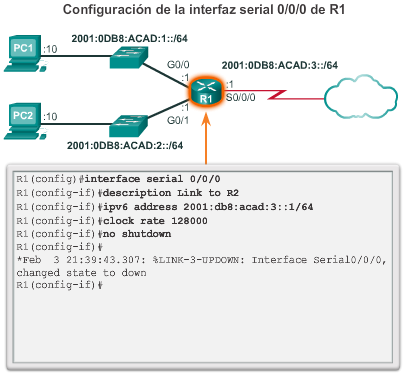 Configuración de la interfaz serial 0/0/0 de R1
PC1
:10
2001:0DB8:ACAD:1::/64
G0/0
:1
2001:0DB8:ACAD:3::/64
:1
R1
S0/0/0
PC2
:10
:1
G0/1
2001:0DB8:ACAD:2::/64
R1(config)#interface serial 0/0/0
R1(config-if)#description Link to R2
R1(config-if)#ipv6 address 2001:db8:acad:3::1/64
R1(config-if)#clock rate 128000
R1(config-if)#no shutdown
R1(config-if)#
*Feb  3 21:39:43.307: %LINK-3-UPDOWN: Interface Serial0/0/0,
changed state to down
R1(config-if)#